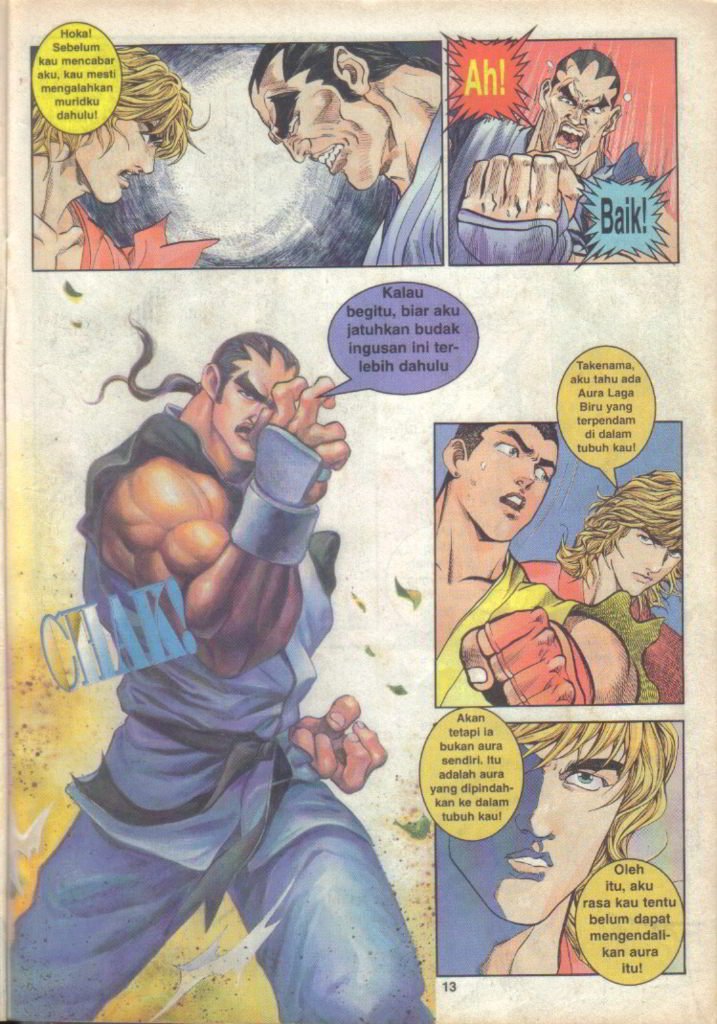 Hoka!
Sebelum
kau mencabar
aku, kau mesti
mengalahkan
muridku
dahulu!
Ah!
Baik!
Kalau
begitu, biar aku
jatuhkan budak
ingusan ini ter-
lebih dahulu
CHAK!
Takenama,
aku tahu ada
Aura Laga
Biru yang
terpendam
di dalam
tubuh kau!
Akan
tetapi ia
bukan aura
sendiri. Itu
adalah aura
yang dipindah-
kan ke dalam
tubuh kau!
Oleh
itu, aku
rasa kau tentu
belum dapat
mengendali-
kan aura
itu!
13